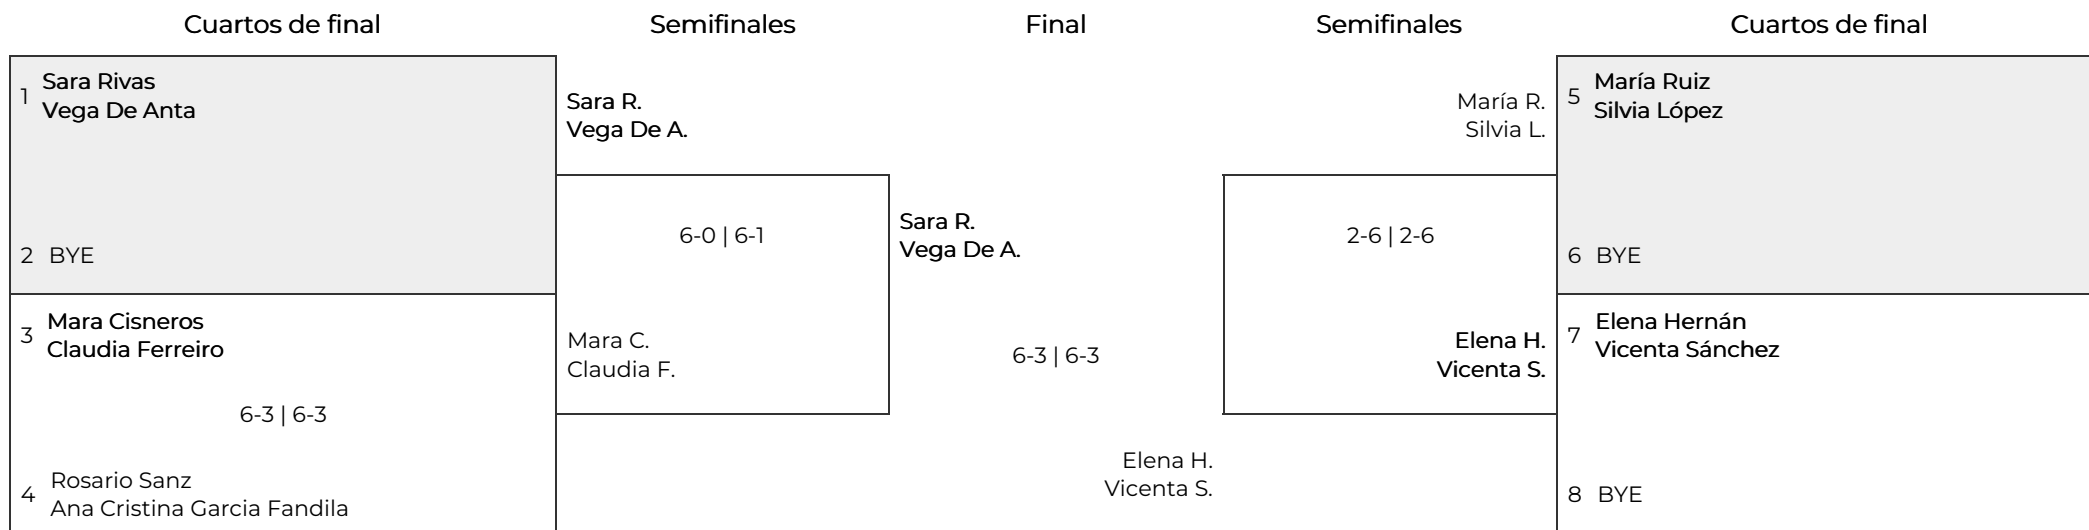 Cuartos de final
Semifinales
Final
Semifinales
Cuartos de final
1 Sara Rivas
Vega De Anta
2 BYE
3 Mara Cisneros
Claudia Ferreiro
6-3 | 6-3
4 Rosario Sanz
Ana Cristina Garcia Fandila
Sara R.
Vega De A.
6-0 | 6-1
Mara C.
Claudia F.
Sara R.
Vega De A.
6-3 | 6-3
Elena H.
Vicenta S.
María R.
Silvia L.
2-6 | 2-6
Elena H.
Vicenta S.
5 María Ruiz
Silvia López
6 BYE
7 Elena Hernán
Vicenta Sánchez
8 BYE